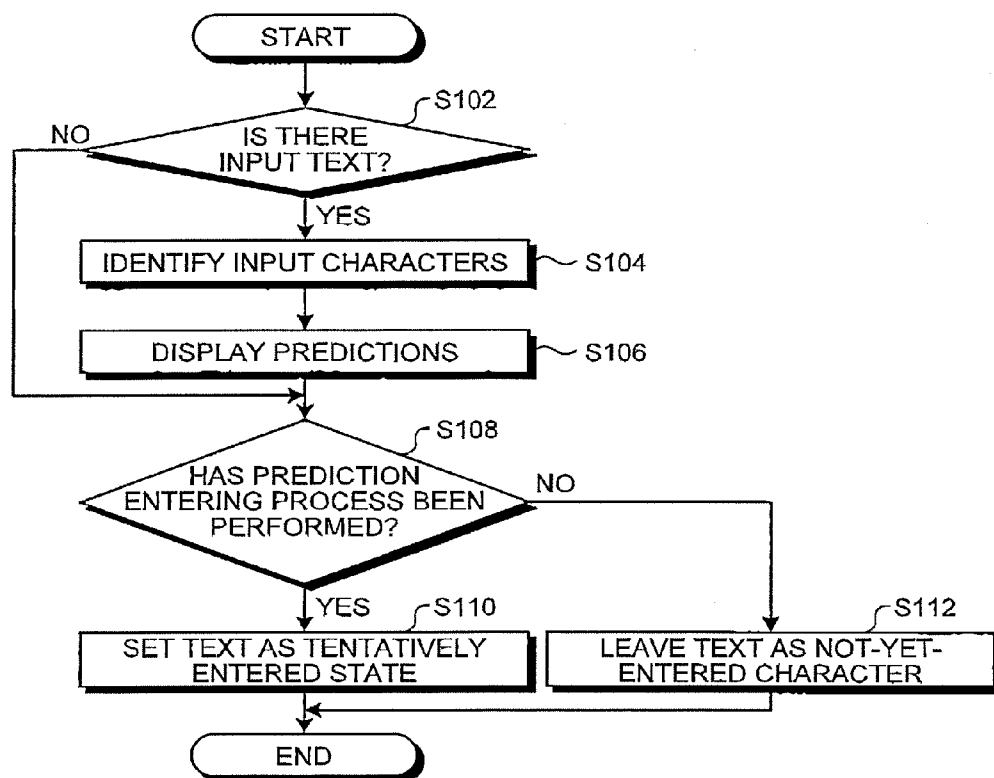 START
S102
NO
IS THERE
INPUT TEXT?
YES
IDENTIFY INPUT CHARACTERS
S104
DISPLAY PREDICTIONS
S106
S108
HAS PREDICTION
ENTERING PROCESS BEEN
PERFORMED?
NO
YES
S110
S112
SET TEXT AS TENTATIVELY
ENTERED STATE
LEAVE TEXT AS NOT-YET-
ENTERED CHARACTER
END